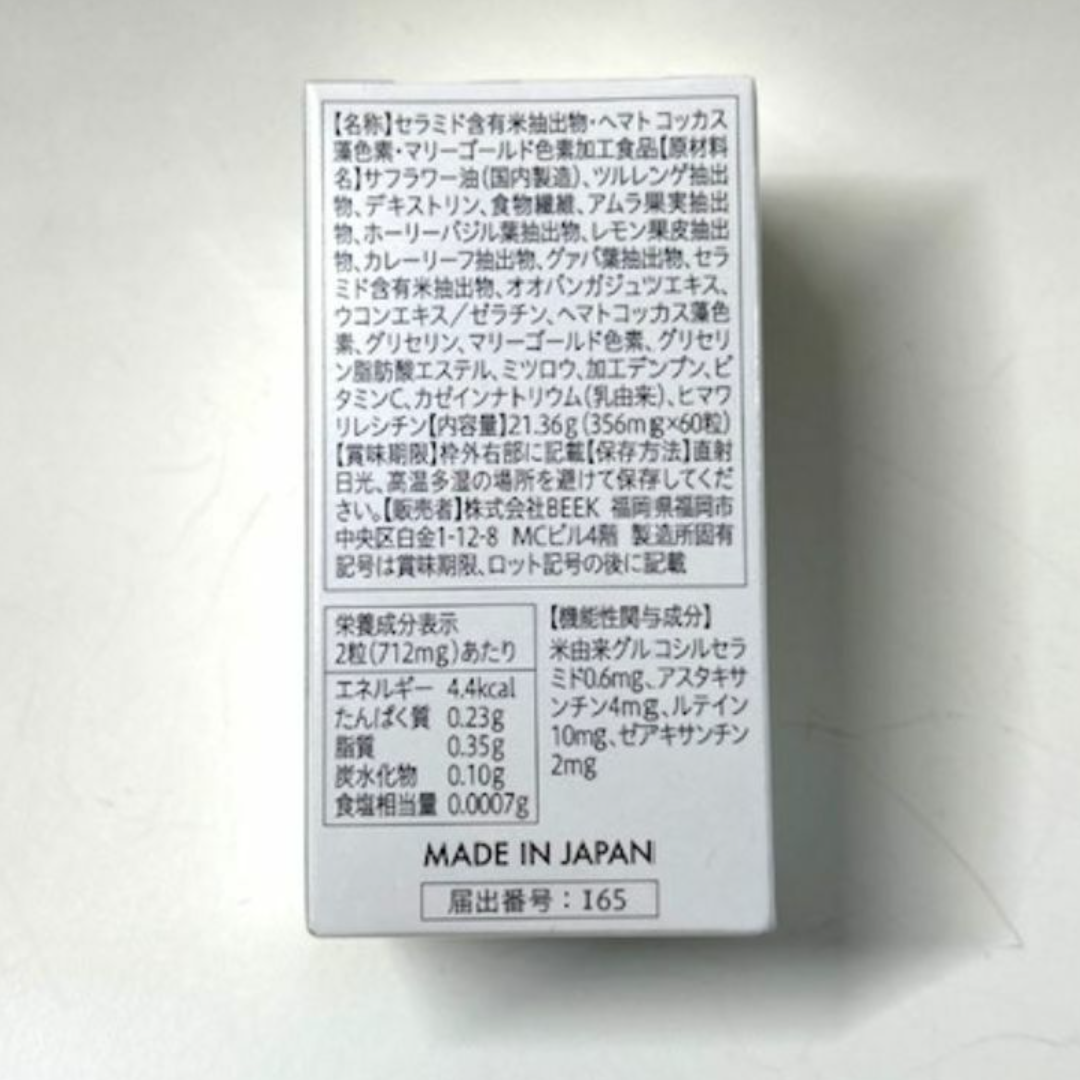 【名称】セラミド含有米抽出物・ヘマトコッカス
藻色素・マリーゴールド色素加工食品【原材料
名】サフラワー油(国内製造)、ツルレンゲ抽出
物、デキストリン、食物繊維、アムラ果実抽出
物、ホーリーバジル葉抽出物、レモン果皮抽出
物、カレーリーフ抽出物、グァバ葉抽出物、セラ
ミド含有米抽出物、オオバンガジュツエキス、
ウコンエキス/ゼラチン、ヘマトコッカス藻色
素、グリセリン、マリーゴールド色素、グリセリ
ン脂肪酸エステル、ミツロウ、加工デンプン、ビ
タミンC、カゼインナトリウム(乳由来)、ヒマワ
リレシチン【内容量】21.36g(356mg×60粒)
【賞味期限】枠外右部に記載【保存方法】直射
日光、高温多湿の場所を避けて保存してくだ
さい。【販売者】株式会社BEEK 福岡県福岡市
中央区白金1-12-8 MCビル4階 製造所固有
記号は賞味期限、ロット記号の後に記載
栄養成分表示
2粒(712mg)あたり
エネルギー 4.4kcal
たんぱく質 0.23g
脂質 0.35g
炭水化物 0.10g
食塩相当量 0.0007g
【機能性関与成分】
米由来グルコシルセラ
ミド0.6mg、アスタキサ
ンチン4mg、ルテイン
10mg、ゼアキサンチン
2mg
MADE IN JAPAN
届出番号:I65